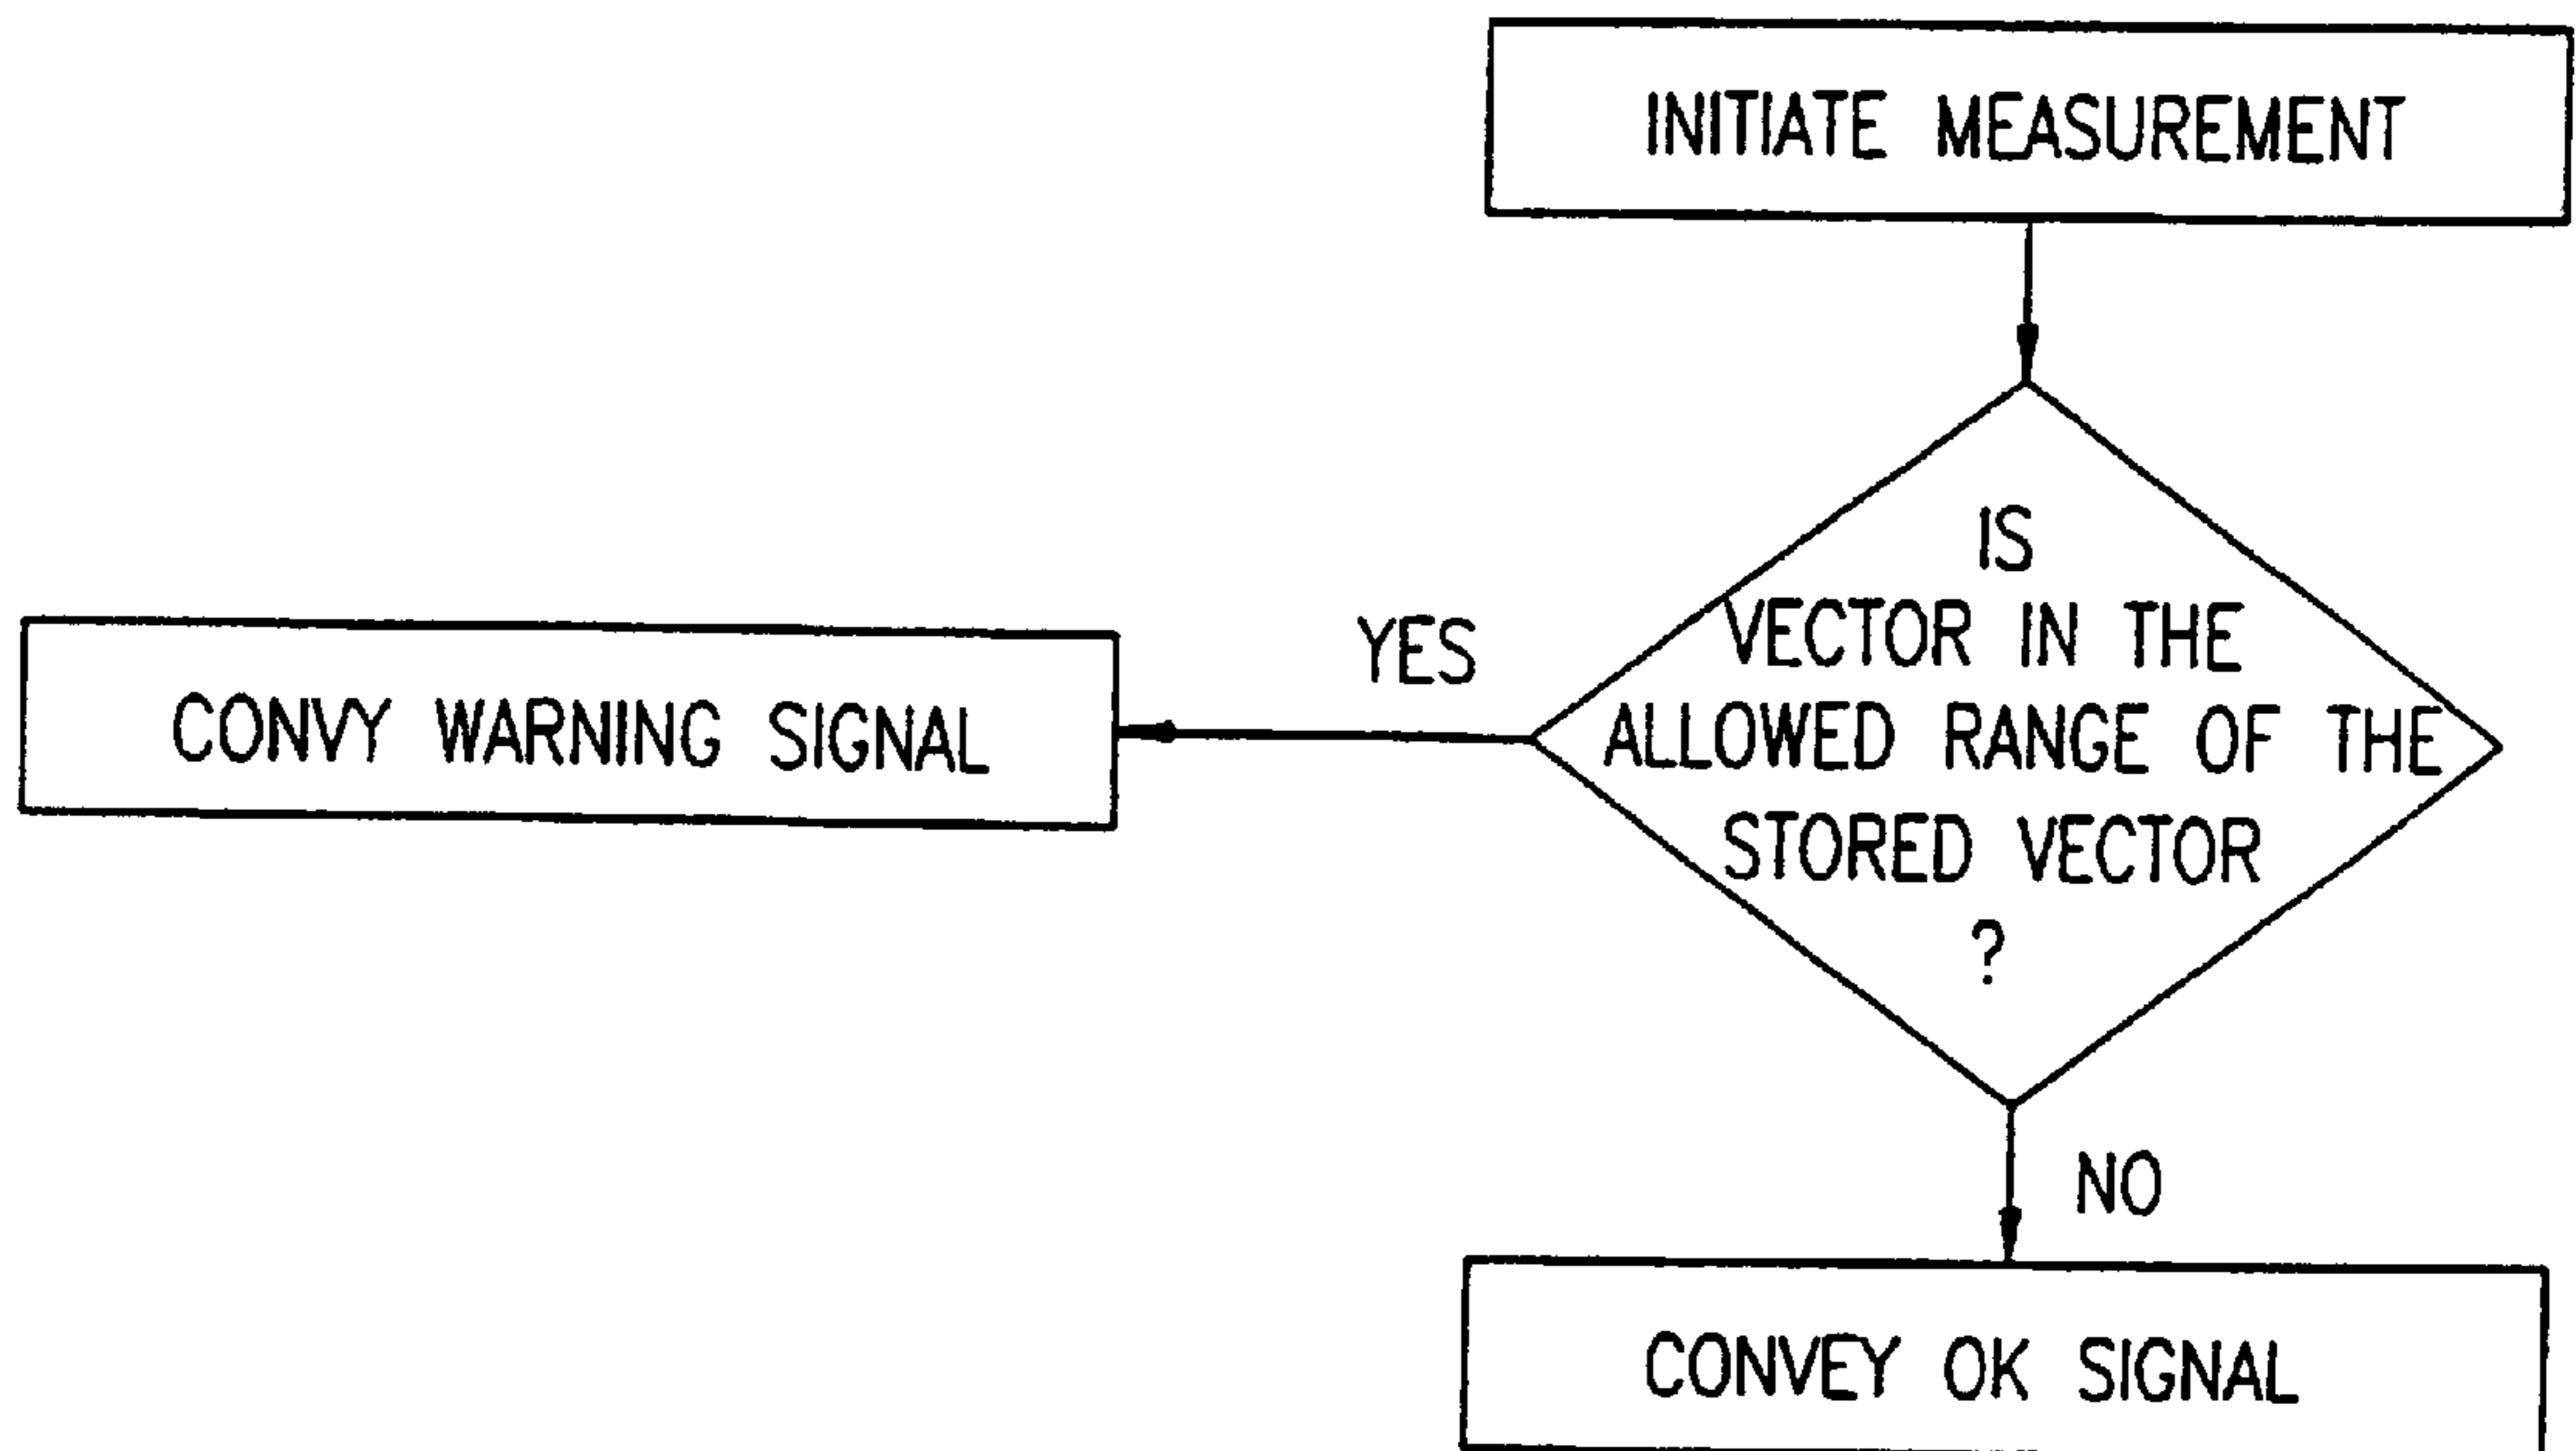 INITIATE MEASUREMENT
IS
VECTOR IN THE
ALLOWED RANGE OF THE
STORED VECTOR
?
YES
CONVY WARNING SIGNAL
NO
CONVEY OK SIGNAL